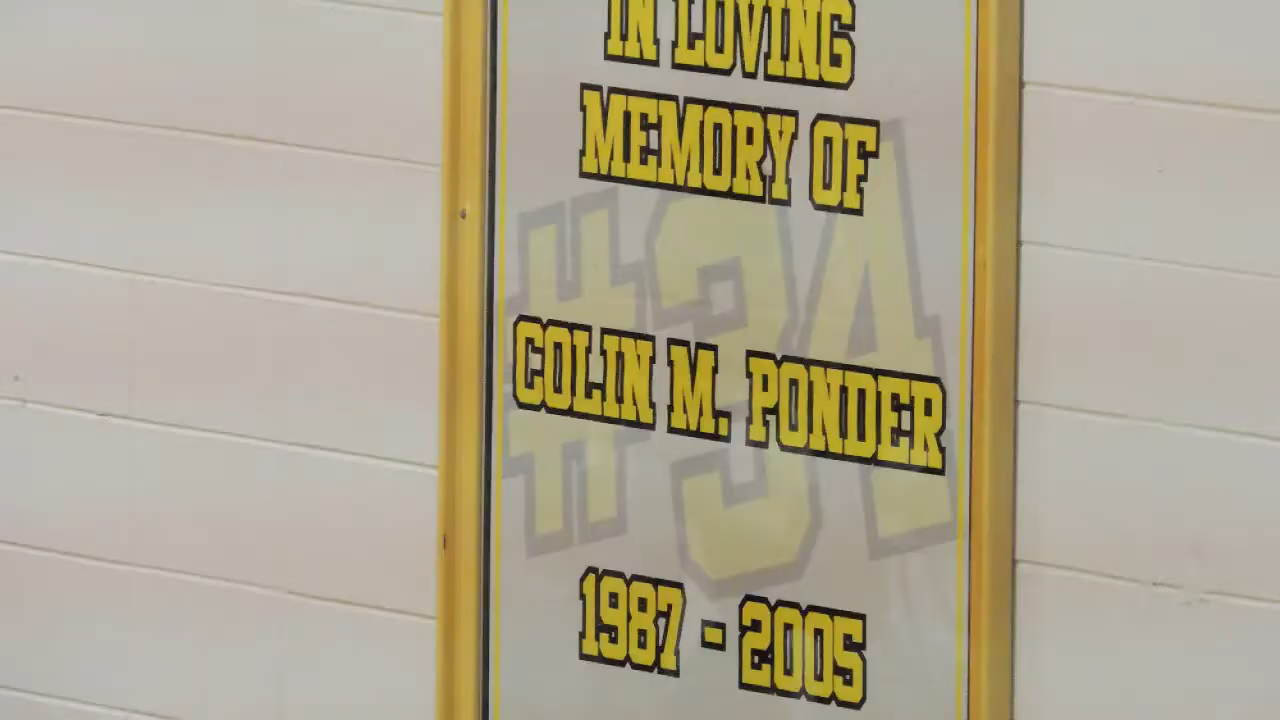 IN LOVING
MEMORY OF
#34
COLIN M. PONDER
1987 - 2005